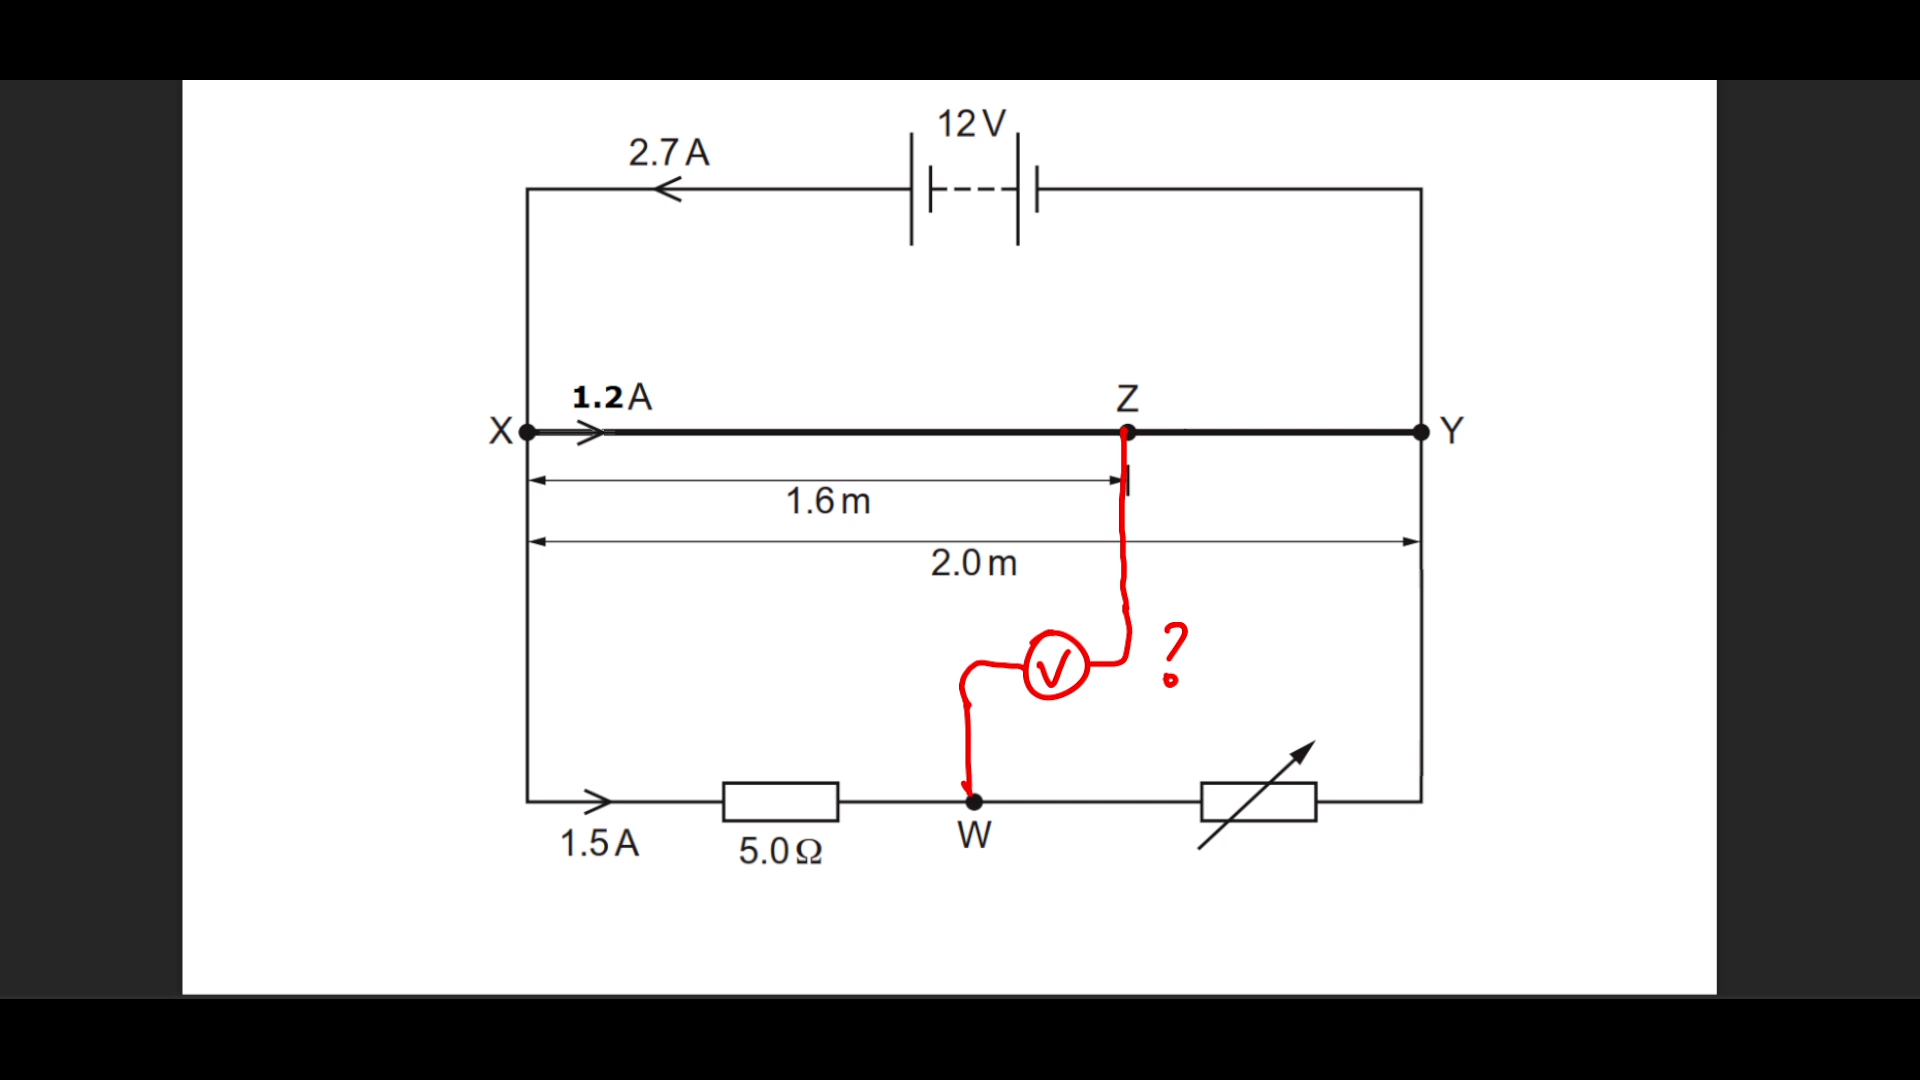 12 V
2.7 A
1.2 A
Z
X
Y
1.6 m
2.0 m
V ?
W
1.5 A
5.0 Ω